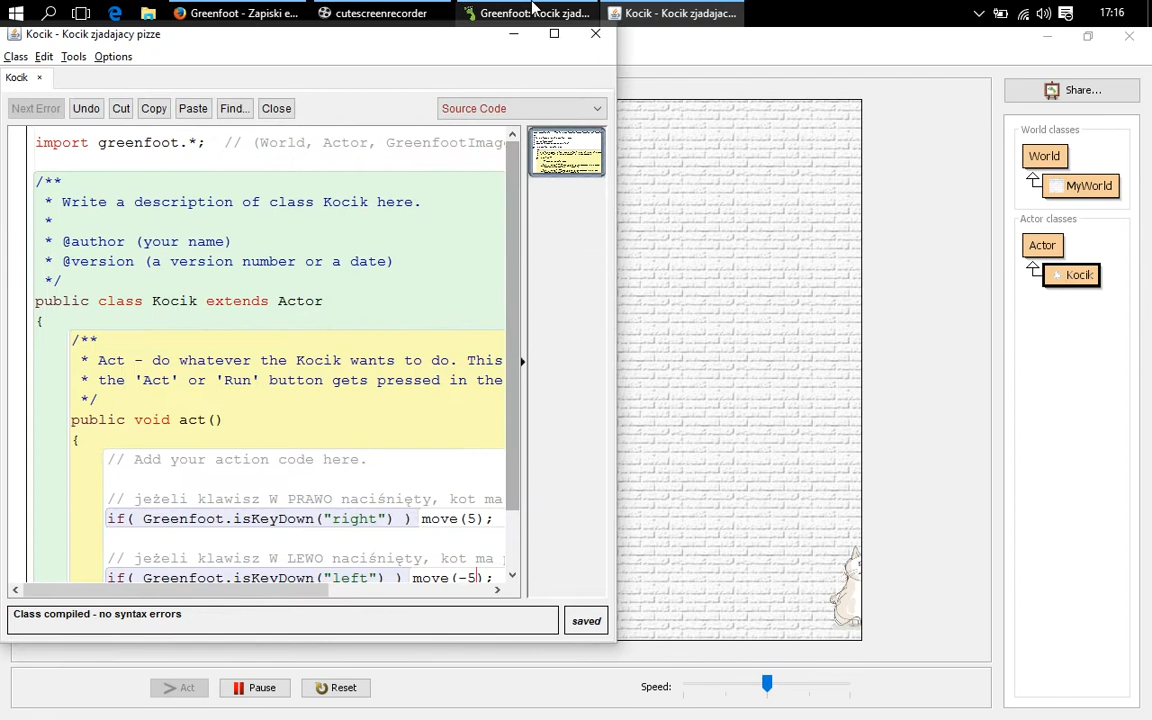 Greenfoot - Zapiski e...
cutescreenrecorder
Greenfoot: Kocik zjad...
Kocik - Kocik zjadajac...
17:16
Kocik - Kocik zjadajacy pizze
Class Edit Tools Options
Kocik ×
Next Error Undo Cut Copy Paste Find... Close Source Code
import greenfoot.*; // (World, Actor, GreenfootImag
/**
* Write a description of class Kocik here.
*
* @author (your name)
* @version (a version number or a date)
*/
public class Kocik extends Actor
{
/**
* Act - do whatever the Kocik wants to do. This
* the 'Act' or 'Run' button gets pressed in the
*/
public void act()
{
// Add your action code here.
// jeżeli klawisz W PRAWO naciśnięty, kot ma
if( Greenfoot.isKeyDown("right") ) move(5);
// jeżeli klawisz W LEWO naciśnięty, kot ma
if( Greenfoot.isKeyDown("left") ) move(-5);
Class compiled - no syntax errors
saved
Share...
World classes
World
MyWorld
Actor classes
Actor
Kocik
Act
Pause
Reset
Speed: